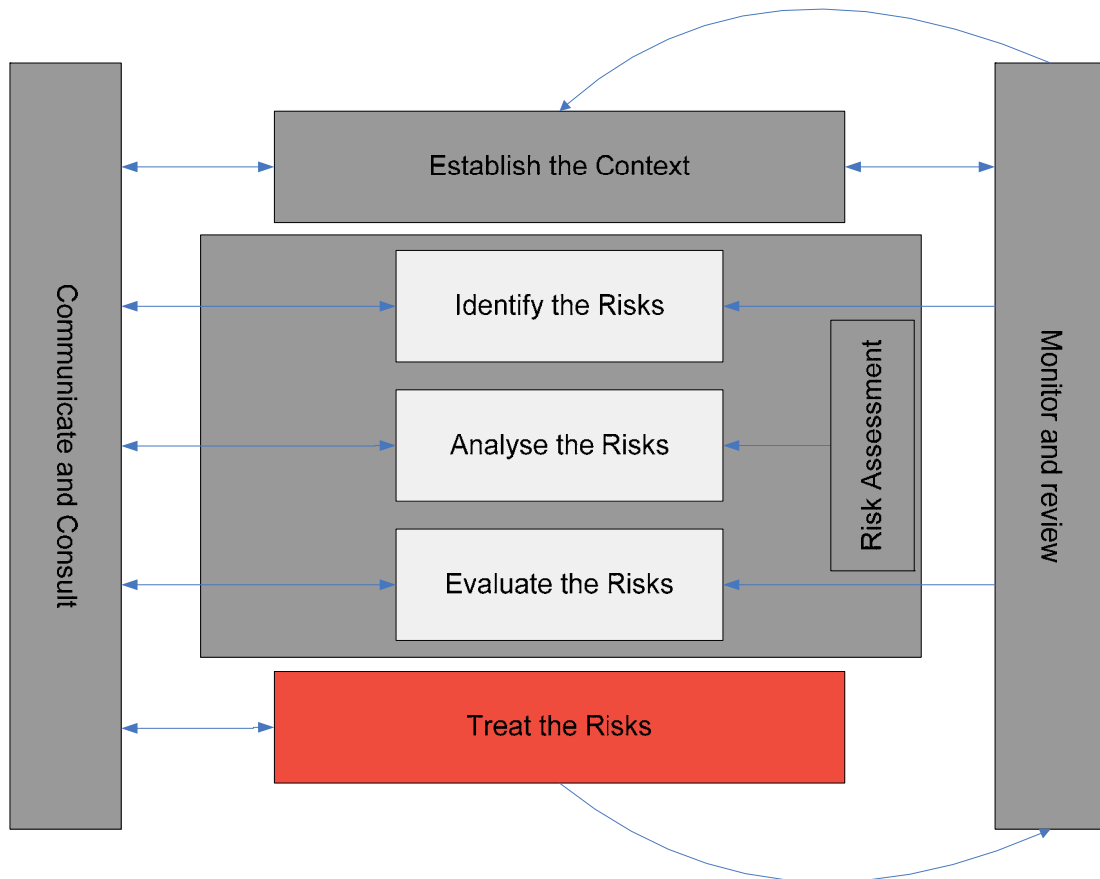 Establish the Context
Communicate and Consult
Identify the Risks
Analyse the Risks
Evaluate the Risks
Risk Assessment
Monitor and review
Treat the Risks